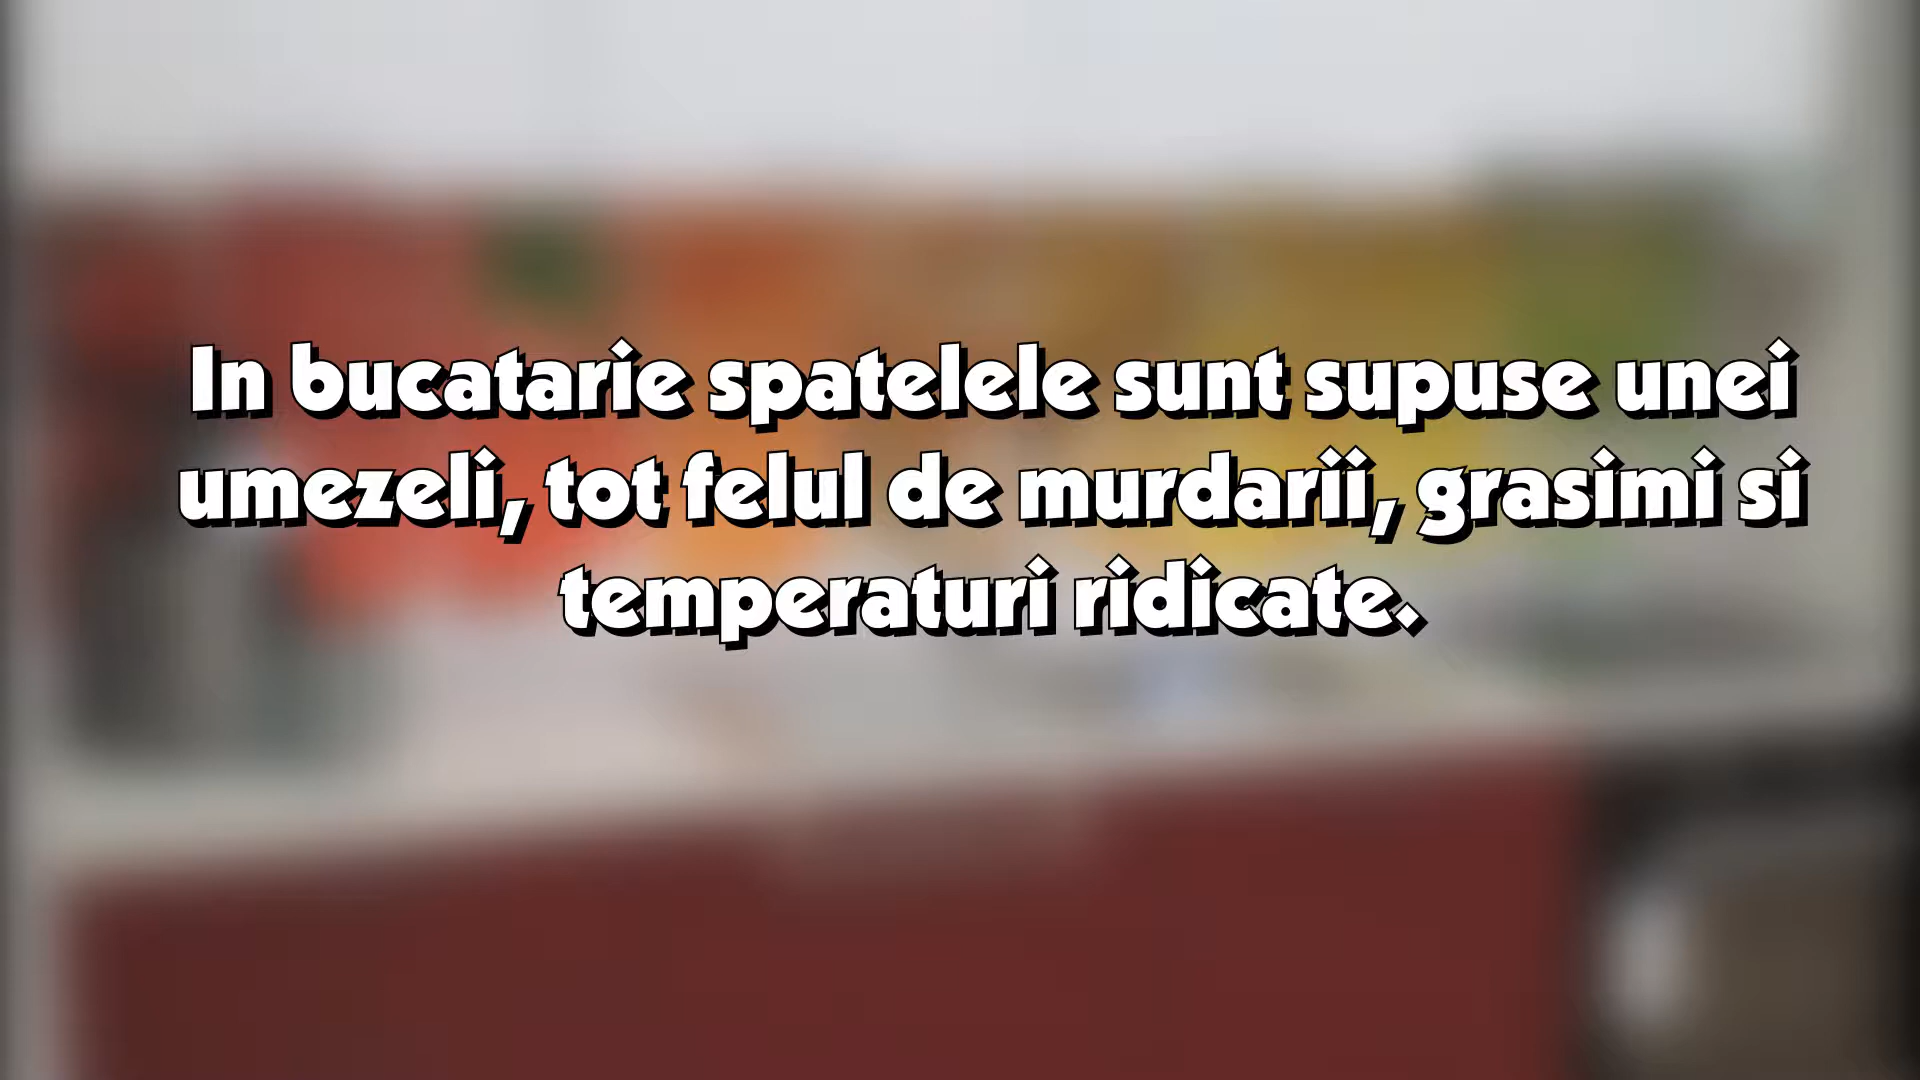 In bucatarie spatelele sunt supuse unei
umezeli, tot felul de murdarii, grasimi si
temperaturi ridicate.